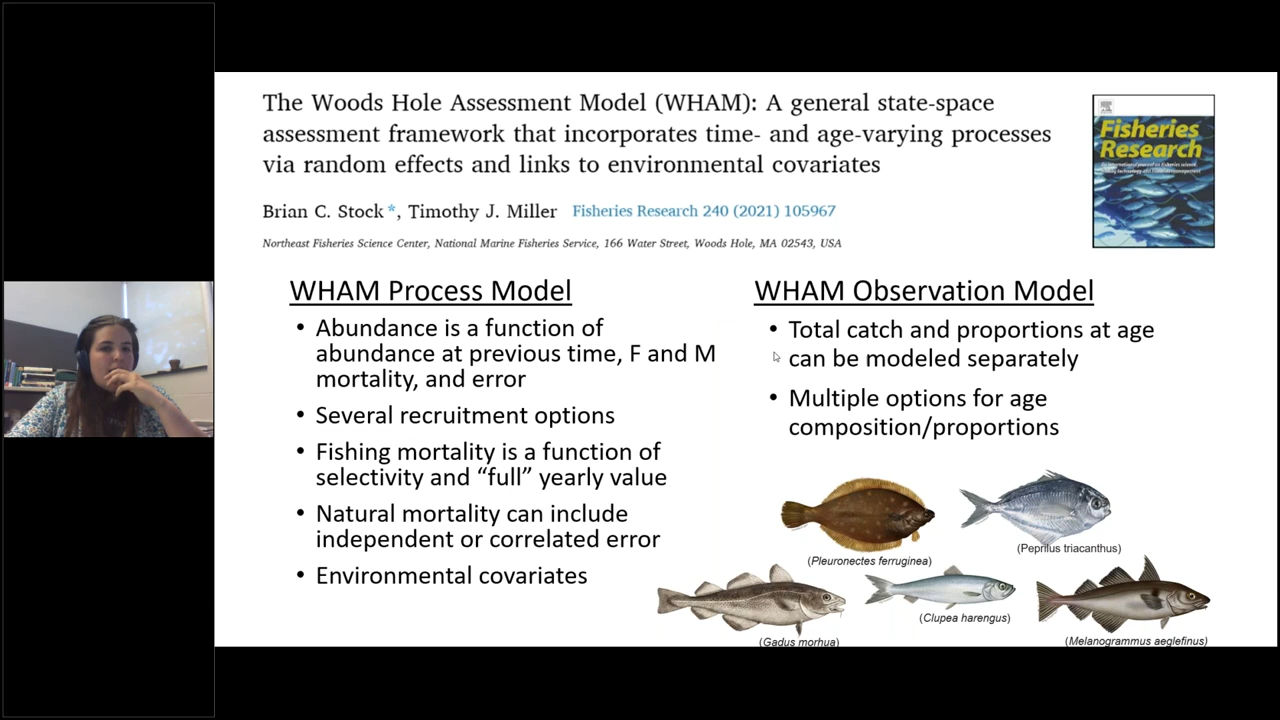 The Woods Hole Assessment Model (WHAM): A general state-space
assessment framework that incorporates time- and age-varying processes
via random effects and links to environmental covariates
Brian C. Stock *, Timothy J. Miller Fisheries Research 240 (2021) 105967
Northeast Fisheries Science Center, National Marine Fisheries Service, 166 Water Street, Woods Hole, MA 02543, USA
Fisheries
Research
WHAM Process Model
• Abundance is a function of
abundance at previous time, F and M
mortality, and error
• Several recruitment options
• Fishing mortality is a function of
selectivity and “full” yearly value
• Natural mortality can include
independent or correlated error
• Environmental covariates
WHAM Observation Model
• Total catch and proportions at age
can be modeled separately
• Multiple options for age
composition/proportions
(Pleuronectes ferruginea)
(Peprilus triacanthus)
(Gadus morhua)
(Clupea harengus)
(Melanogrammus aeglefinus)